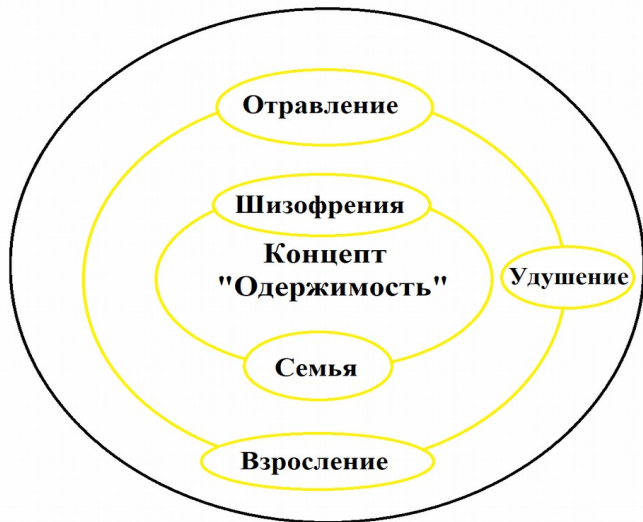 Отравление
Шизофрения
Концепт
"Одержимость"
Удушение
Семья
Взросление